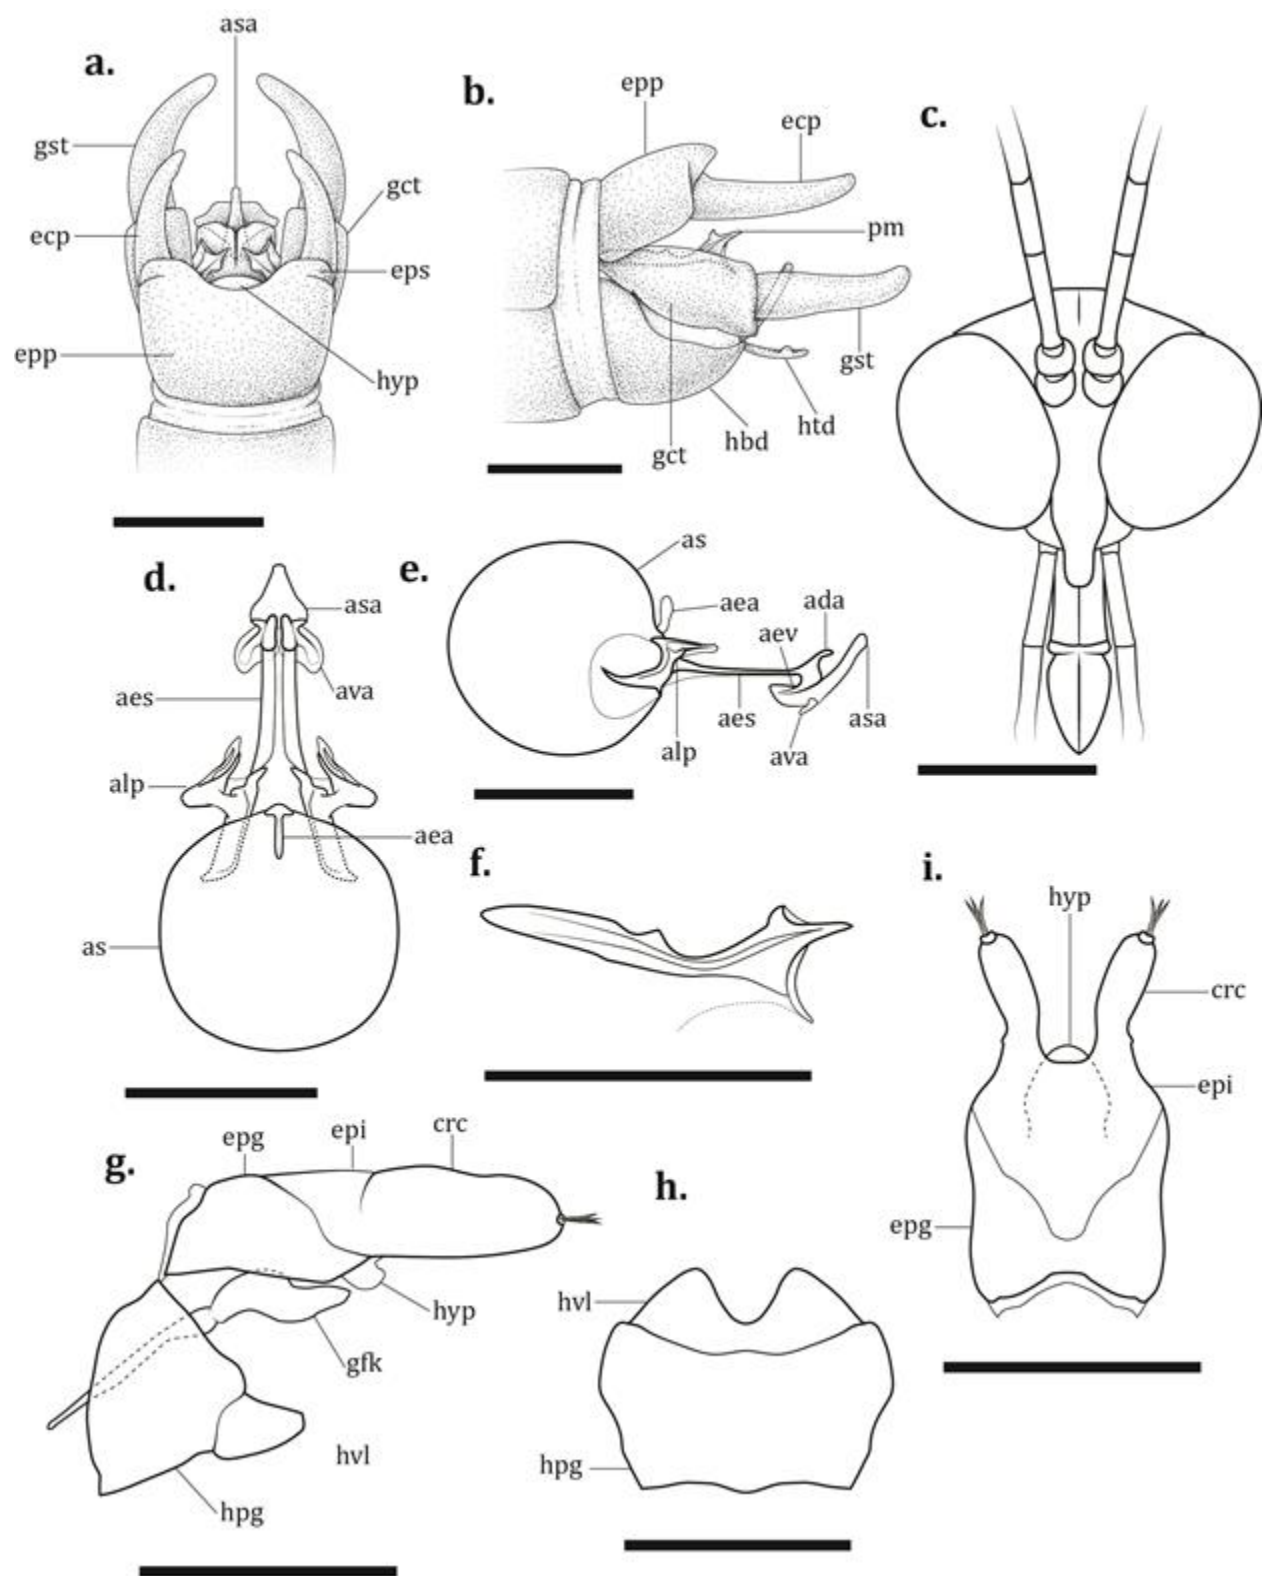 a.
asa
gst
gct
ecp
eps
epp
hyp
b.
epp
ecp
pm
gst
htd
hbd
gct
c.
d.
asa
aes
ava
alp
aea
as
e.
as
aea
ada
aev
aes
asa
alp
ava
f.
g.
epg
epi
crc
hyp
gfk
hvl
hpg
h.
hvl
hpg
i.
hyp
crc
epi
epg